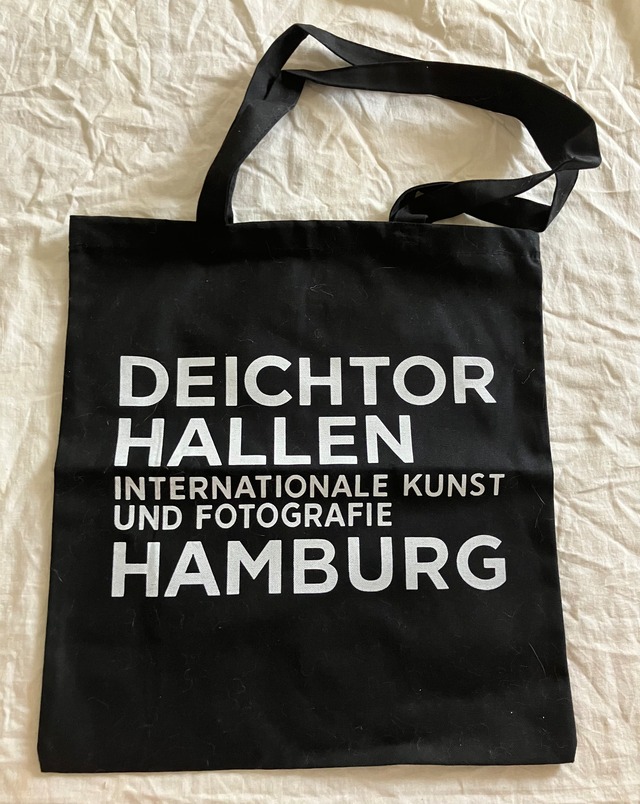 DEICHTOR
HALLEN
INTERNATIONALE KUNST
UND FOTOGRAFIE
HAMBURG